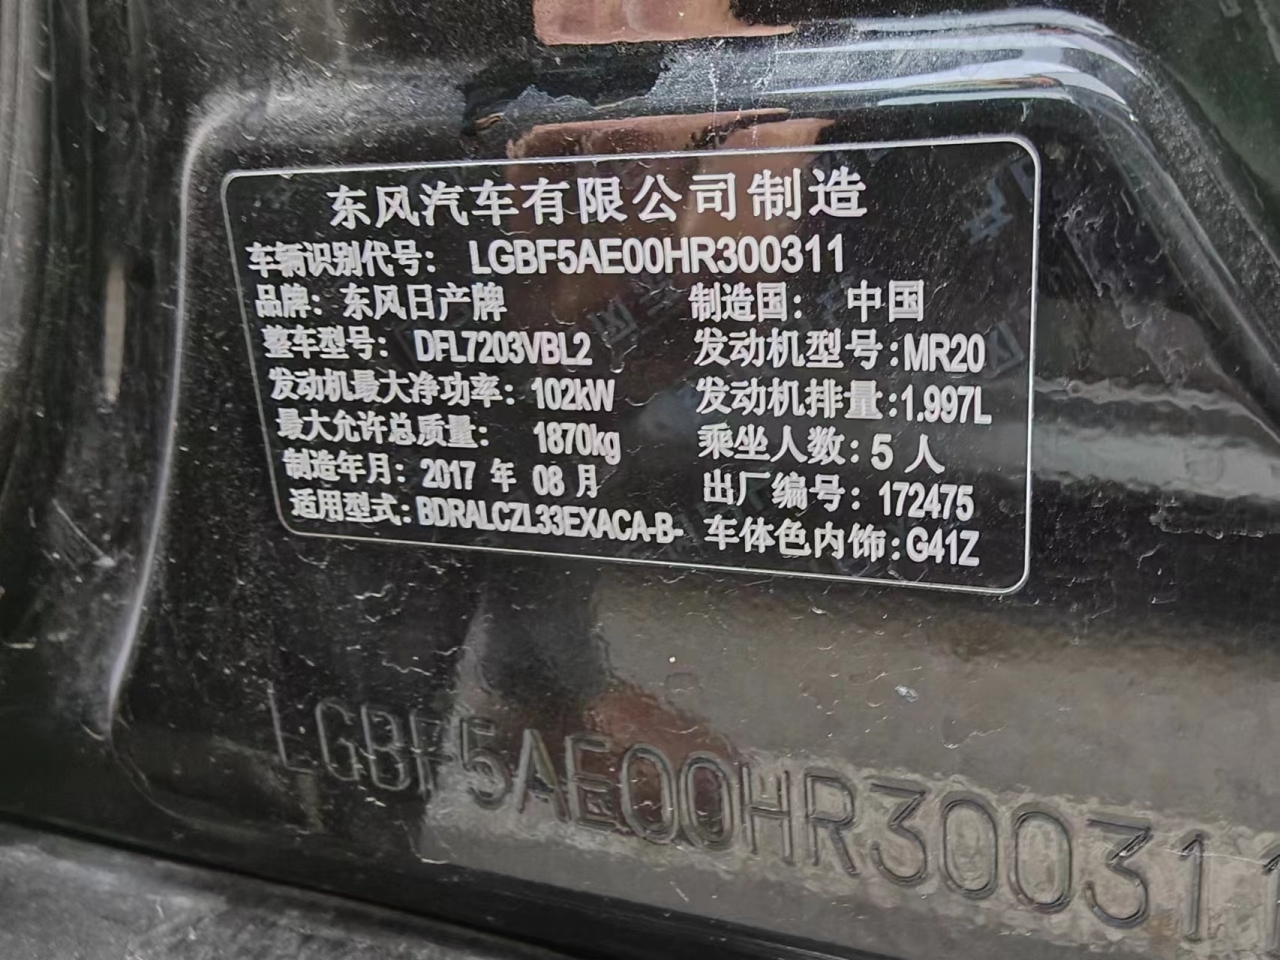 东风汽车有限公司制造
车辆识别代号： LGBF5AE00HR300311
品牌：东风日产牌 制造国： 中国
整车型号： DFL7203VBL2 发动机型号:MR20
发动机最大净功率：102kW 发动机排量:1.997L
最大允许总质量： 1870kg 乘坐人数: 5 人
制造年月：2017 年 08 月 出厂编号: 172475
适用型式：BDRALCZL33EXACA-B- 车体色内饰:G41Z
LGBF5AE00HR300311